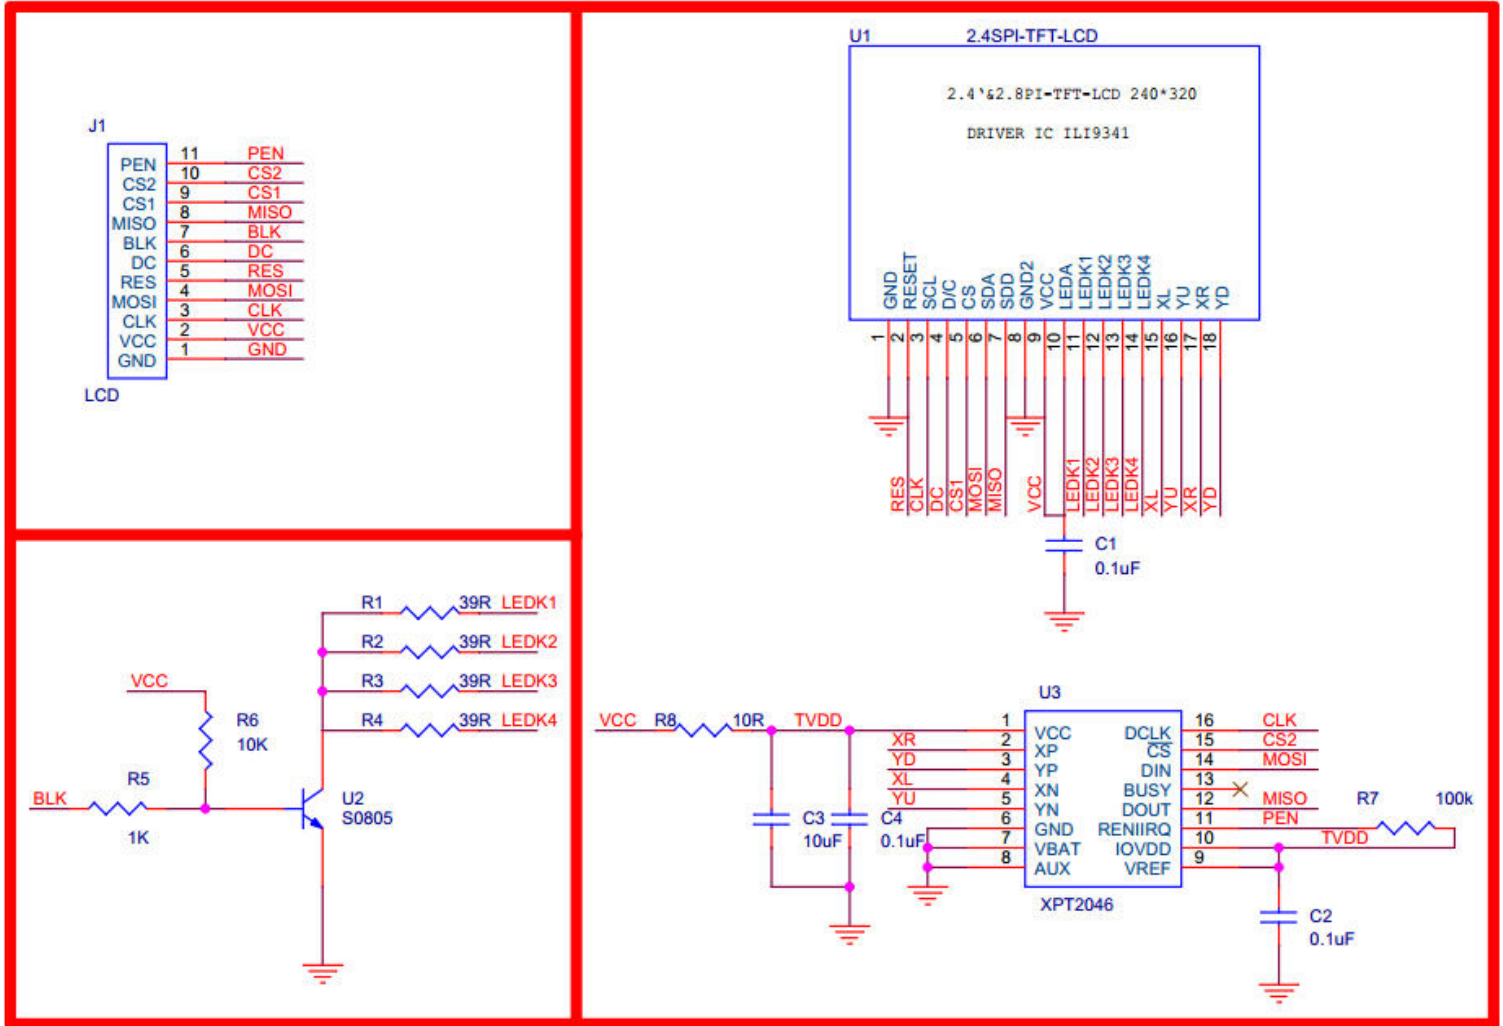 J1
PEN 11 PEN
CS2 10 CS2
CS1 9 CS1
MISO 8 MISO
BLK 7 BLK
DC 6 DC
RES 5 RES
MOSI 4 MOSI
CLK 3 CLK
VCC 2 VCC
GND 1 GND
LCD
U1 2.4SPI-TFT-LCD
2.4`&2.8PI-TFT-LCD 240*320
DRIVER IC ILI9341
GND RESET SCL D/C CS SDA SDD GND2 VCC LEDA LEDK1 LEDK2 LEDK3 LEDK4 XL YU XR YD
1 2 3 4 5 6 7 8 9 10 11 12 13 14 15 16 17 18
RES CLK DC CS1 MOSI MISO VCC LEDK1 LEDK2 LEDK3 LEDK4 XL YU XR YD
C1
0.1uF
R1 39R LEDK1
R2 39R LEDK2
R3 39R LEDK3
R4 39R LEDK4
VCC
R6
10K
BLK R5
1K
U2
S0805
U3
VCC R8 10R TVDD 1 VCC DCLK 16 CLK
XR 2 XP CS 15 CS2
YD 3 YP DIN 14 MOSI
XL 4 XN BUSY 13
YU 5 YN DOUT 12 MISO
6 GND RENIIRQ 11 PEN R7 100k
7 VBAT IOVDD 10 TVDD
8 AUX VREF 9
C3
10uF
C4
0.1uF
XPT2046
C2
0.1uF